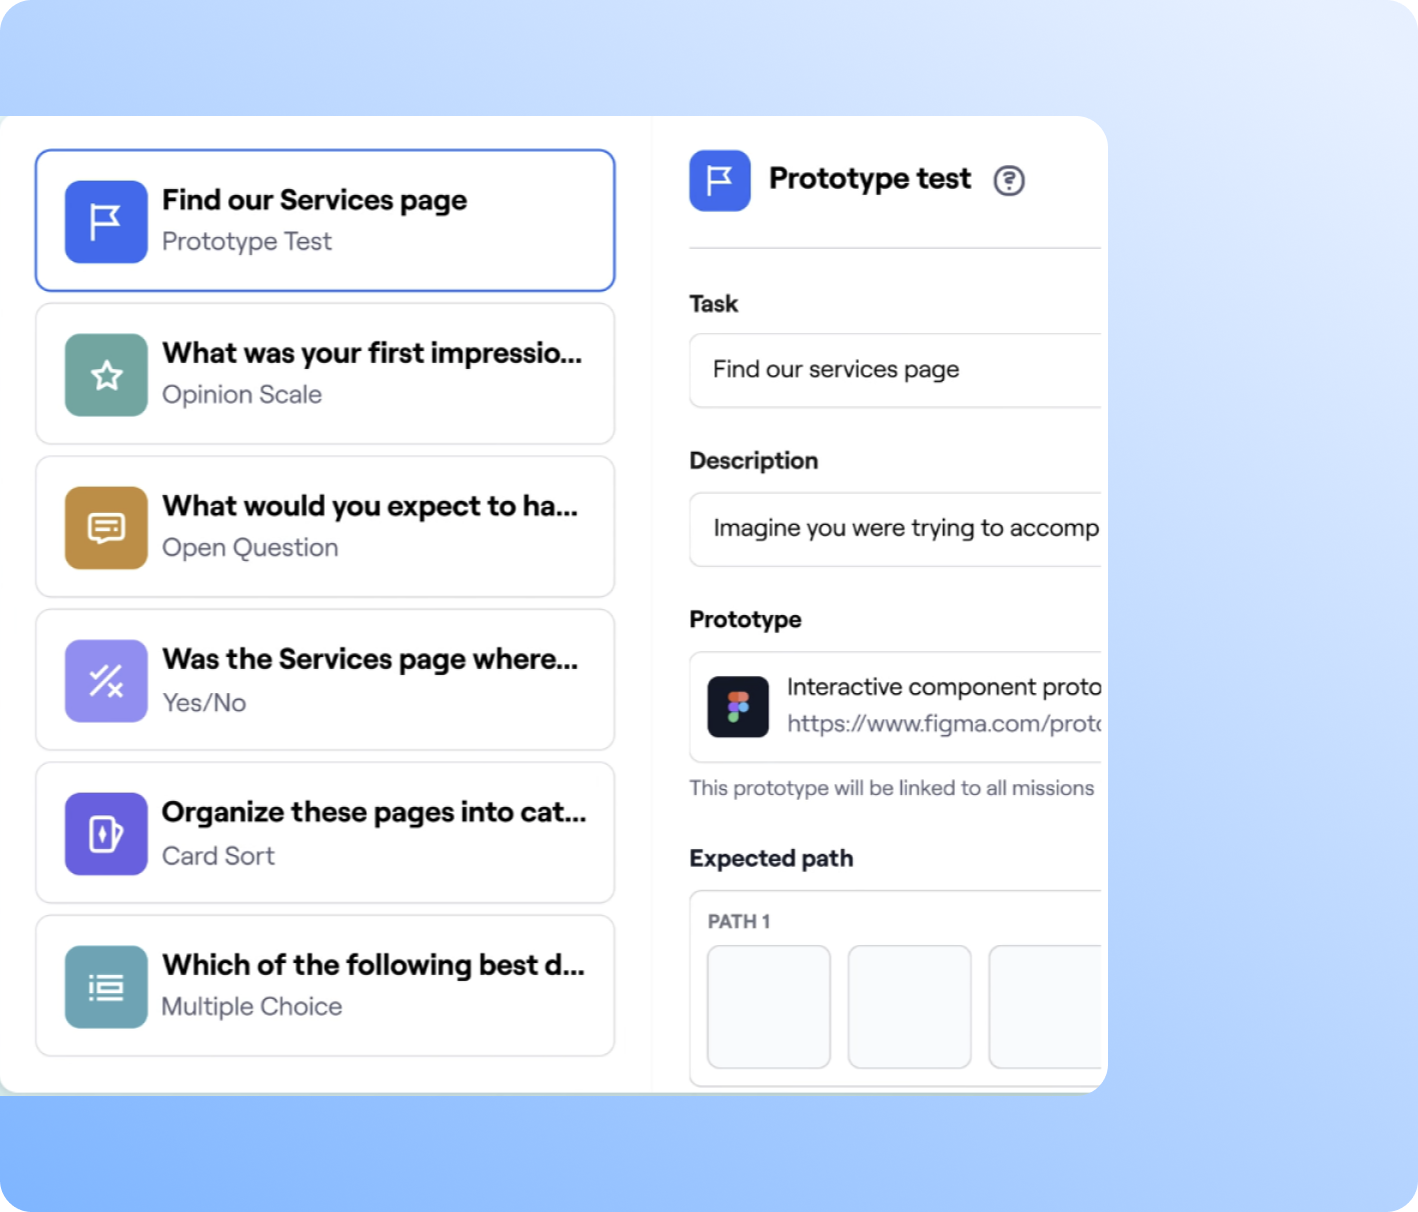 Find our Services page
Prototype Test
What was your first impressio...
Opinion Scale
What would you expect to ha...
Open Question
Was the Services page where...
Yes/No
Organize these pages into cat...
Card Sort
Which of the following best d...
Multiple Choice
Prototype test
Task
Find our services page
Description
Imagine you were trying to accomp
Prototype
Interactive component proto
https://www.figma.com/proto
This prototype will be linked to all missions
Expected path
PATH 1